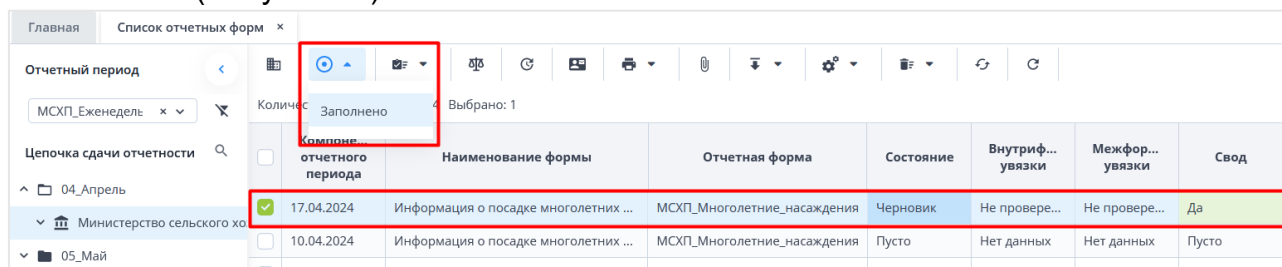 Главная Список отчетных форм ×
Отчетный период
МСХП_Еженедель × Количес 4 Выбрано: 1
Заполнено
Цепочка сдачи отчетности
Компоне... отчетного периода Наименование формы Отчетная форма Состояние Внутриф... увязки Межфор... увязки Свод
04_Апрель
17.04.2024 Информация о посадке многолетних ... МСХП_Многолетние_насаждения Черновик Не провере... Не провере... Да
Министерство сельского хо
10.04.2024 Информация о посадке многолетних ... МСХП_Многолетние_насаждения Пусто Нет данных Нет данных Пусто
05_Май